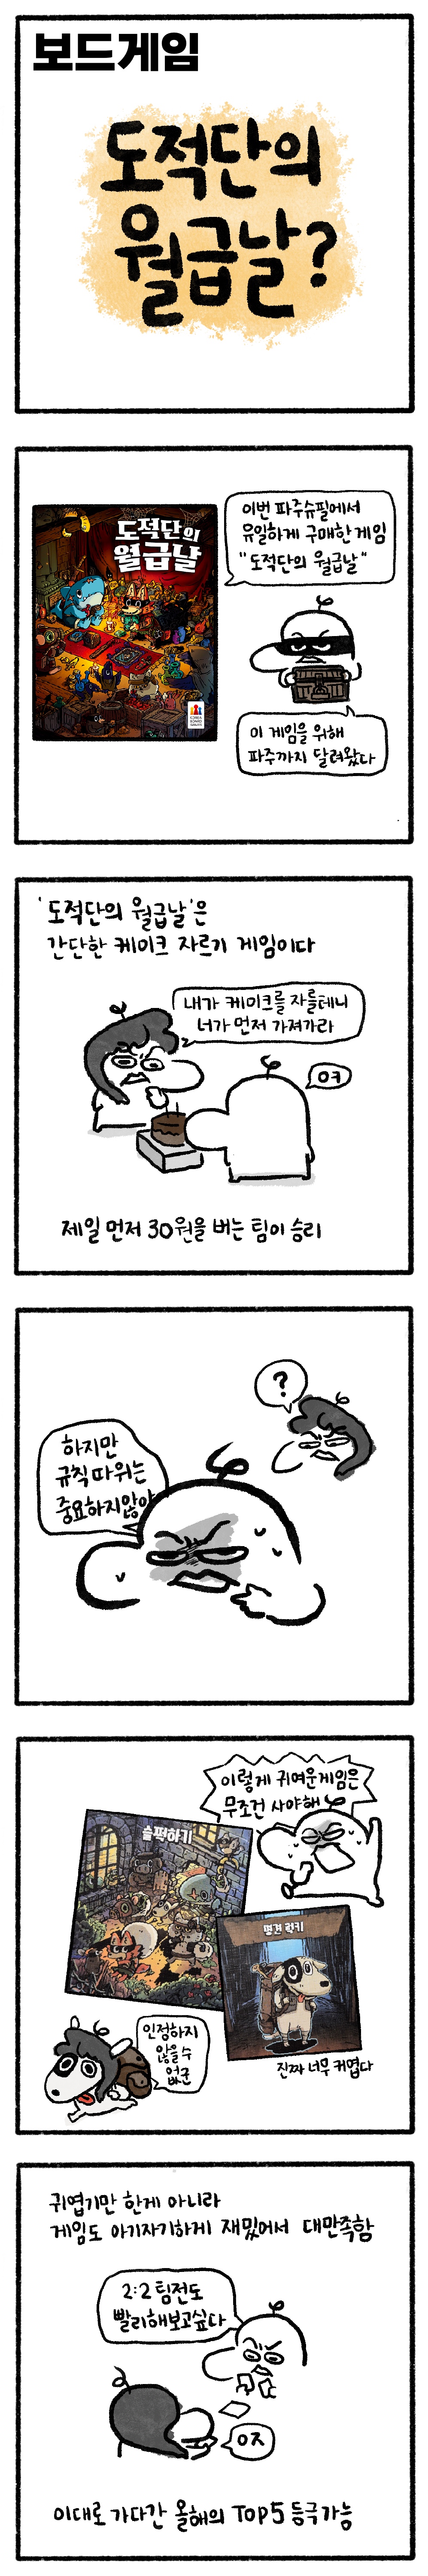 보드게임
도적단의
월급날?
도적단의
월급날
KOREA
BOARD
GAMES
이번 파주슈필에서
유일하게 구매한 게임
"도적단의 월급날"
이 게임을 위해
파주까지 달려왔다
'도적단의 월급날'은
간단한 케이크 자르기 게임이다
내가 케이크를 자를테니
너가 먼저 가져가라
ㅇㅋ
제일 먼저 30원을 버는 팀이 승리
?
하지만
규칙 따위는
중요하지않아
이렇게 귀여운게임은
무조건 사야해
슬쩍하기
명견 럭키
인정하지
않을 수
없군
진짜 너무 귀엽다
귀엽기만 한게 아니라
게임도 아기자기하게 재밌어서 대만족함
2:2 팀전도
빨리해보고싶다
ㅇㅈ
이대로 가다간 올해의 TOP5 등극가능